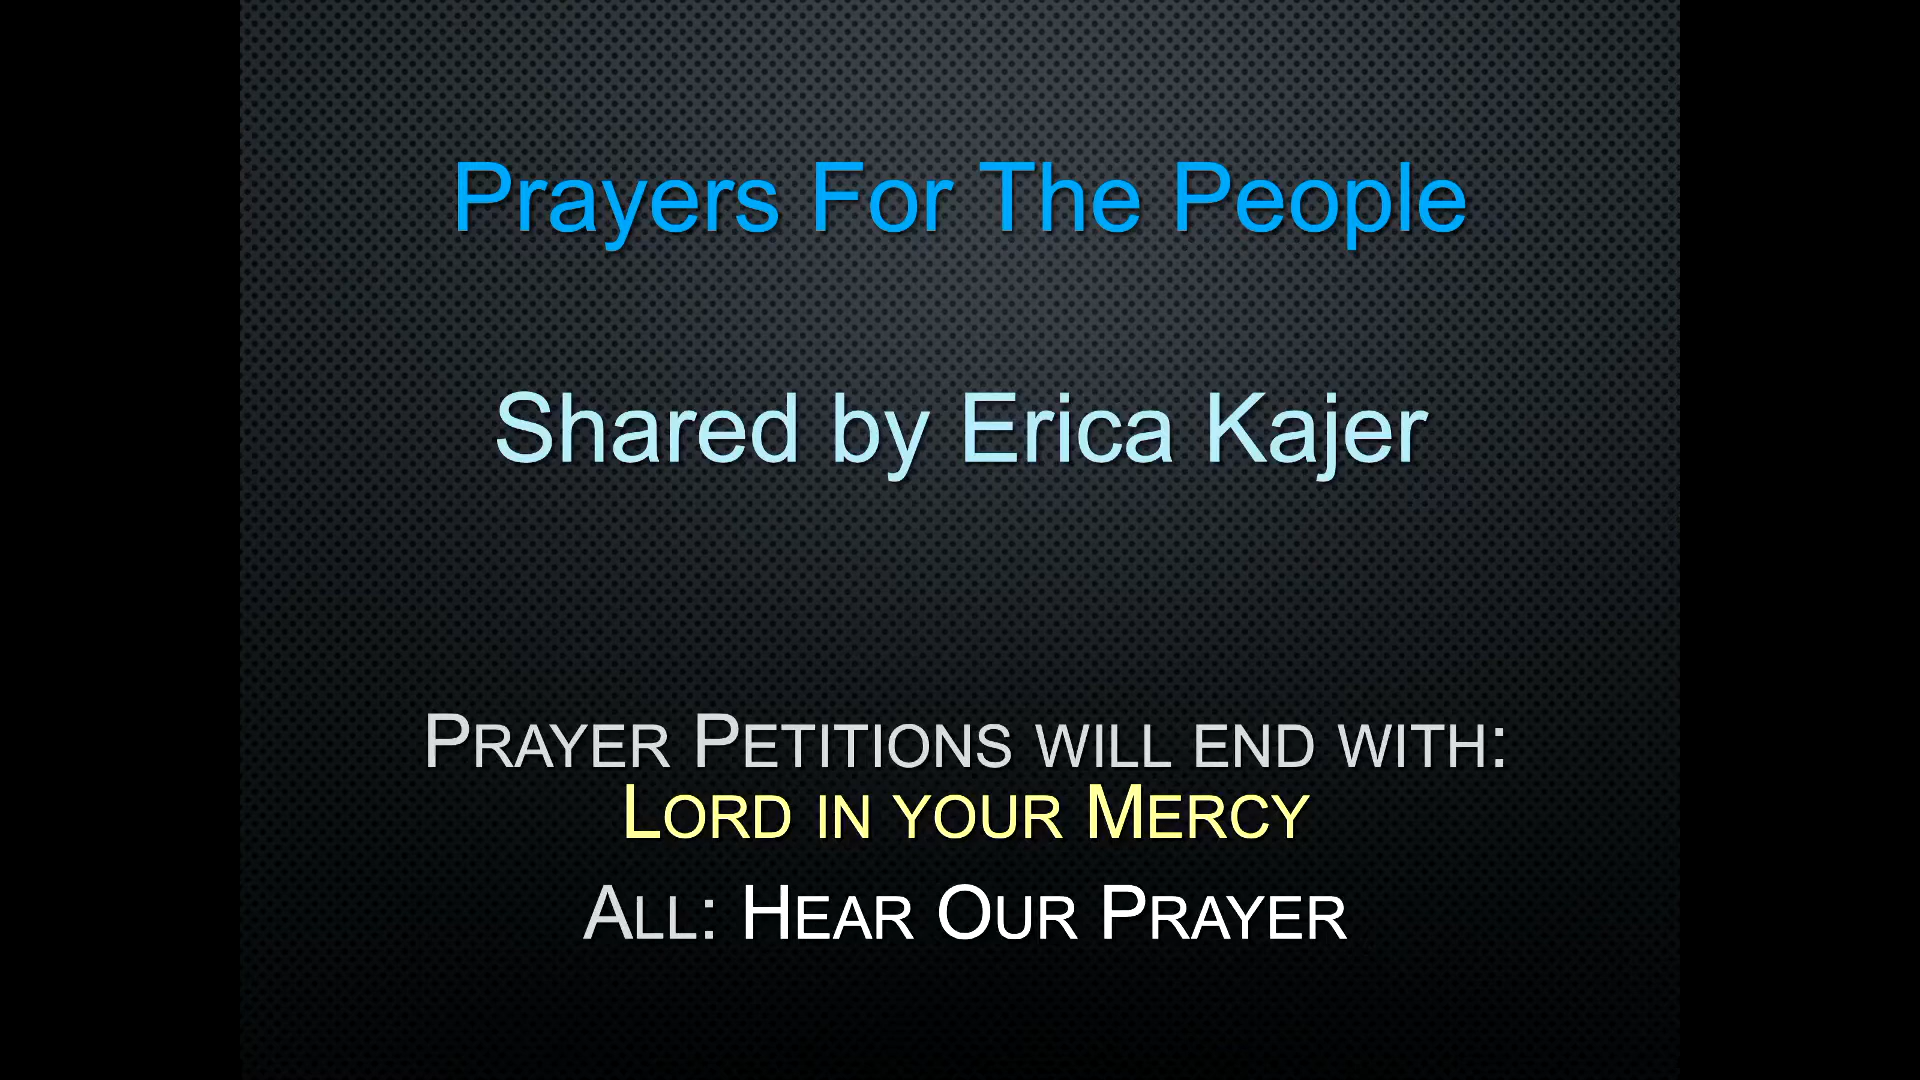 Prayers For The People
Shared by Erica Kajer
Prayer Petitions will end with:
Lord in your Mercy
All: Hear Our Prayer